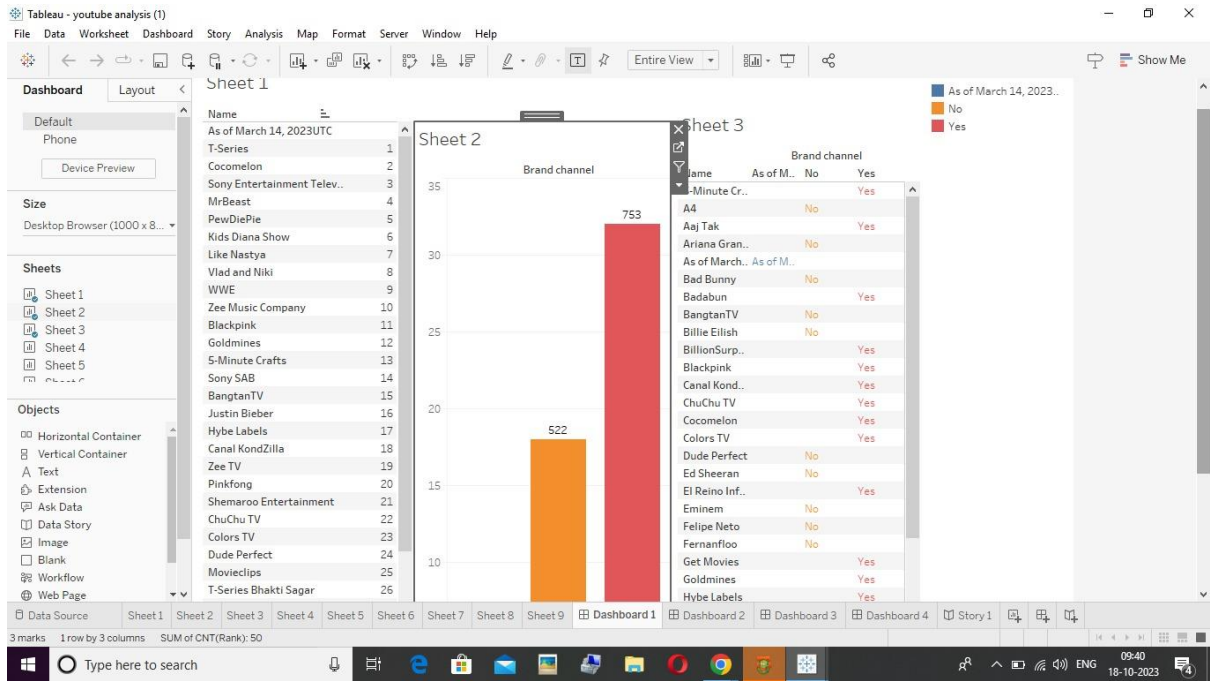 Tableau - youtube analysis (1)
File Data Worksheet Dashboard Story Analysis Map Format Server Window Help
Entire View
Show Me
Dashboard Layout
Default
Phone
Device Preview
Size
Desktop Browser (1000 x 8...
Sheets
Sheet 1
Sheet 2
Sheet 3
Sheet 4
Sheet 5
Objects
Horizontal Container
Vertical Container
A Text
Extension
Ask Data
Data Story
Image
Blank
Workflow
Web Page
Sheet 1
Name
As of March 14, 2023UTC
T-Series 1
Cocomelon 2
Sony Entertainment Telev.. 3
MrBeast 4
PewDiePie 5
Kids Diana Show 6
Like Nastya 7
Vlad and Niki 8
WWE 9
Zee Music Company 10
Blackpink 11
Goldmines 12
5-Minute Crafts 13
Sony SAB 14
BangtanTV 15
Justin Bieber 16
Hybe Labels 17
Canal KondZilla 18
Zee TV 19
Pinkfong 20
Shemaroo Entertainment 21
ChuChu TV 22
Colors TV 23
Dude Perfect 24
Movieclips 25
T-Series Bhakti Sagar 26
Sheet 2
Brand channel
35
30
25
20
15
10
522
753
Sheet 3
Brand channel
Name As of M.. No Yes
-Minute Cr.. Yes
A4 No
Aaj Tak Yes
Ariana Gran.. No
As of March.. As of M..
Bad Bunny No
Badabun Yes
BangtanTV No
Billie Eilish No
BillionSurp.. Yes
Blackpink Yes
Canal Kond.. Yes
ChuChu TV Yes
Cocomelon Yes
Colors TV Yes
Dude Perfect No
Ed Sheeran No
El Reino Inf.. Yes
Eminem No
Felipe Neto No
Fernanfloo No
Get Movies Yes
Goldmines Yes
Hybe Labels Yes
As of March 14, 2023..
No
Yes
Data Source Sheet 1 Sheet 2 Sheet 3 Sheet 4 Sheet 5 Sheet 6 Sheet 7 Sheet 8 Sheet 9 Dashboard 1 Dashboard 2 Dashboard 3 Dashboard 4 Story 1
3 marks 1 row by 3 columns SUM of CNT(Rank): 50
Type here to search
ENG
09:40
18-10-2023
4